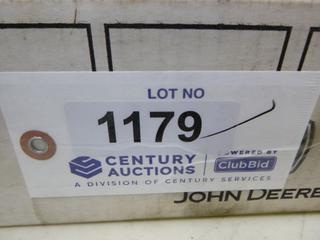 LOT NO
1179
CENTURY AUCTIONS
POWERED BY
ClubBid
A DIVISION OF CENTURY SERVICES
JOHN DEERE